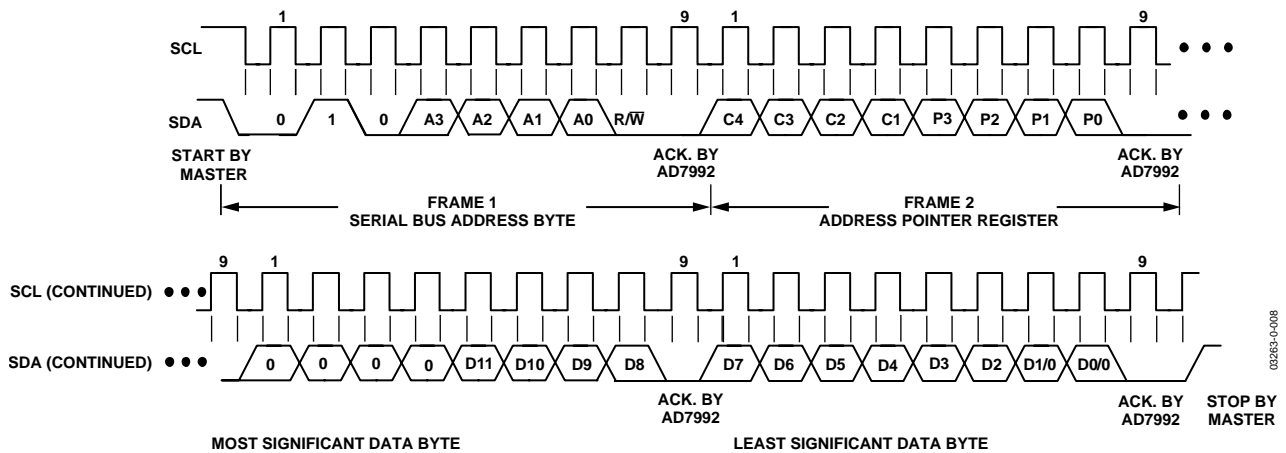 1 9 1 9
SCL
SDA 0 1 0 A3 A2 A1 A0 R/W̅ C4 C3 C2 C1 P3 P2 P1 P0
START BY
MASTER
ACK. BY
AD7992
ACK. BY
AD7992
FRAME 1
SERIAL BUS ADDRESS BYTE
FRAME 2
ADDRESS POINTER REGISTER
9 1 9 1 9
SCL (CONTINUED)
SDA (CONTINUED) 0 0 0 0 D11 D10 D9 D8 D7 D6 D5 D4 D3 D2 D1/0 D0/0
ACK. BY
AD7992
ACK. BY
AD7992
STOP BY
MASTER
MOST SIGNIFICANT DATA BYTE
LEAST SIGNIFICANT DATA BYTE
03263-0-008